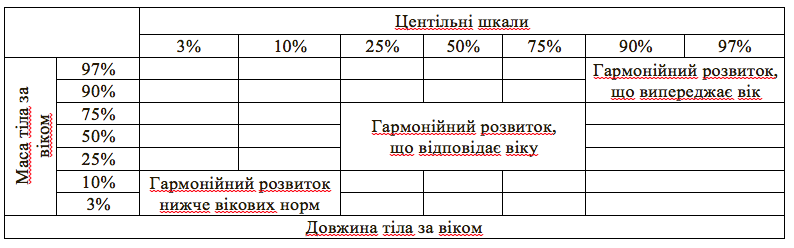 Центільні шкали
3% 10% 25% 50% 75% 90% 97%
Маса тіла за
віком
97%
90%
75%
50%
25%
10%
3%
Гармонійний розвиток,
що випереджає вік
Гармонійний розвиток,
що відповідає віку
Гармонійний розвиток
нижче вікових норм
Довжина тіла за віком